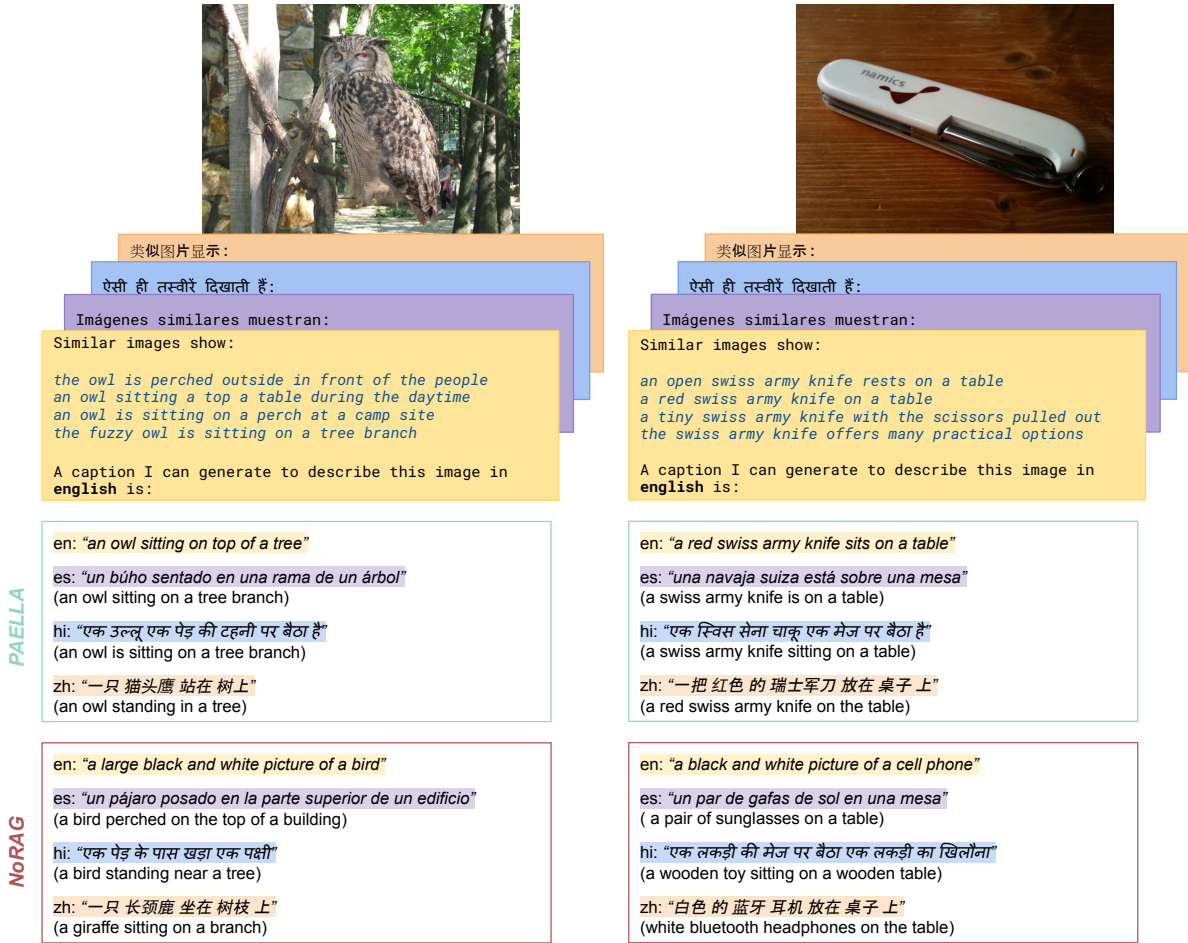 namics
类似图片显示:
ऐसी ही तस्वीरें दिखाती हैं:
Imágenes similares muestran:
Similar images show:
the owl is perched outside in front of the people
an owl sitting a top a table during the daytime
an owl is sitting on a perch at a camp site
the fuzzy owl is sitting on a tree branch
A caption I can generate to describe this image in
english is:
类似图片显示:
ऐसी ही तस्वीरें दिखाती हैं:
Imágenes similares muestran:
Similar images show:
an open swiss army knife rests on a table
a red swiss army knife on a table
a tiny swiss army knife with the scissors pulled out
the swiss army knife offers many practical options
A caption I can generate to describe this image in
english is:
PAELLA
en: “an owl sitting on top of a tree”
es: “un búho sentado en una rama de un árbol”
(an owl sitting on a tree branch)
hi: “एक उल्लू एक पेड़ की टहनी पर बैठा है”
(an owl is sitting on a tree branch)
zh: “一只 猫头鹰 站在 树上”
(an owl standing in a tree)
en: “a red swiss army knife sits on a table”
es: “una navaja suiza está sobre una mesa”
(a swiss army knife is on a table)
hi: “एक स्विस सेना चाकू एक मेज पर बैठा है”
(a swiss army knife sitting on a table)
zh: “一把 红色 的 瑞士军刀 放在 桌子 上”
(a red swiss army knife on the table)
NoRAG
en: “a large black and white picture of a bird”
es: “un pájaro posado en la parte superior de un edificio”
(a bird perched on the top of a building)
hi: “एक पेड़ के पास खड़ा एक पक्षी”
(a bird standing near a tree)
zh: “一只 长颈鹿 坐在 树枝 上”
(a giraffe sitting on a branch)
en: “a black and white picture of a cell phone”
es: “un par de gafas de sol en una mesa”
( a pair of sunglasses on a table)
hi: “एक लकड़ी की मेज पर बैठा एक लकड़ी का खिलौना”
(a wooden toy sitting on a wooden table)
zh: “白色 的 蓝牙 耳机 放在 桌子 上”
(white bluetooth headphones on the table)